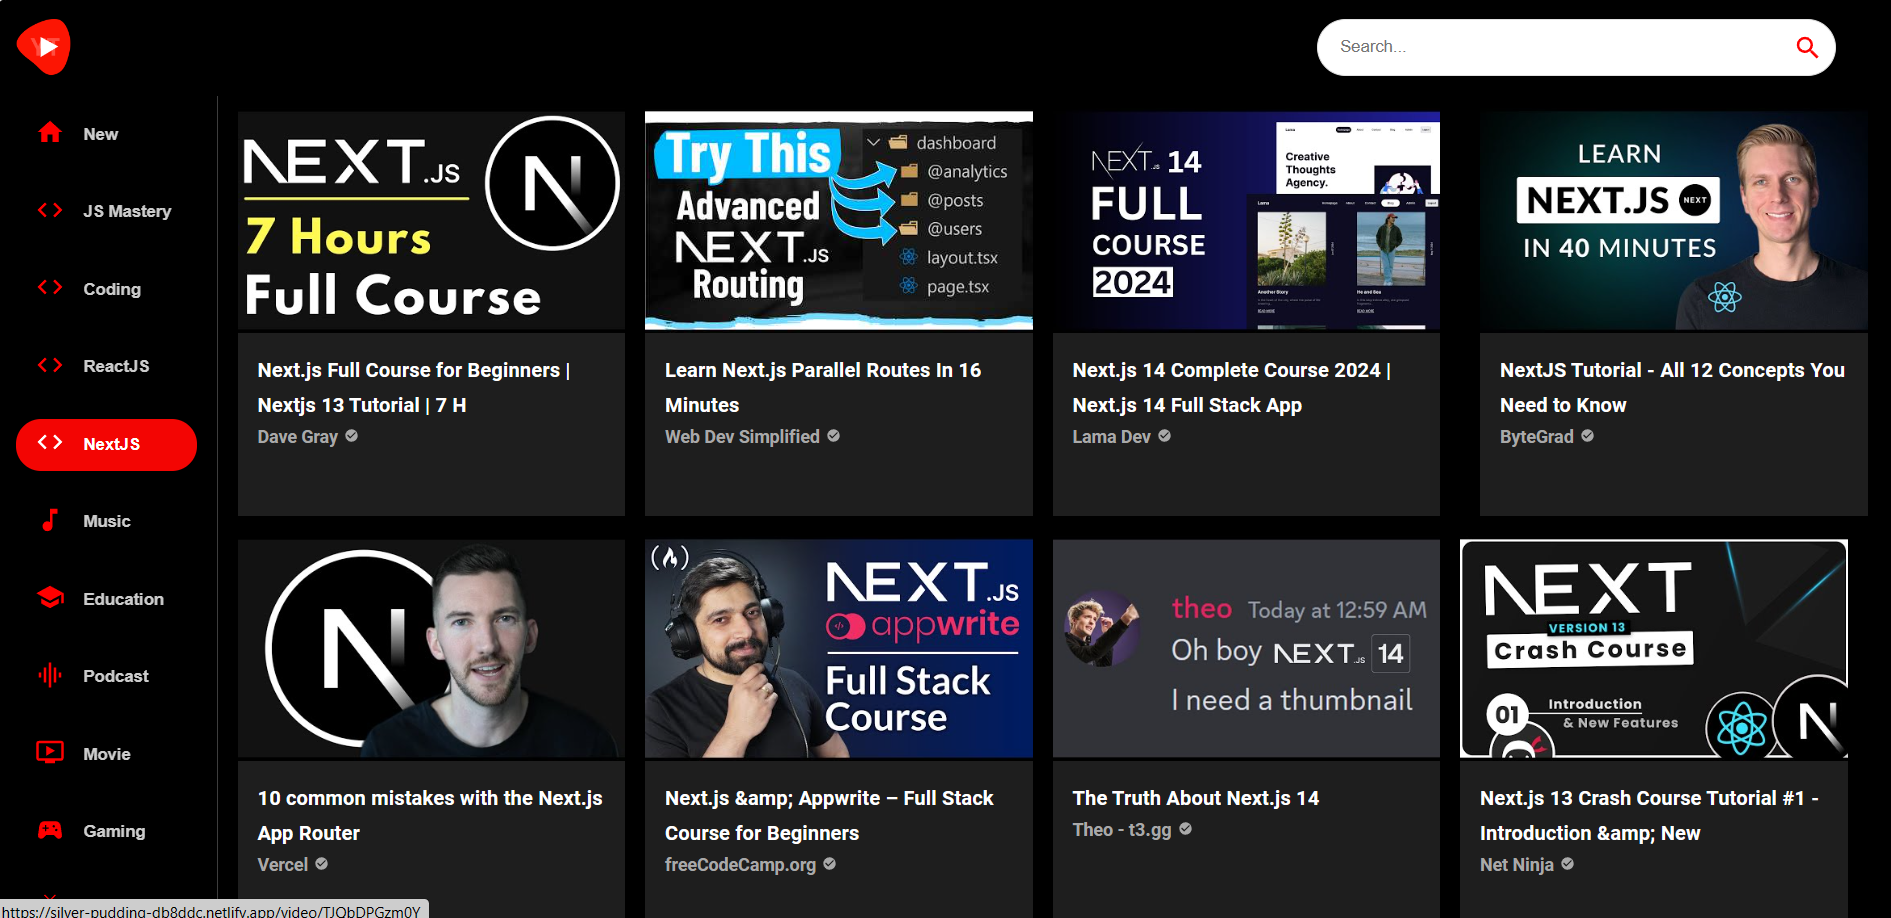 Search...
New
JS Mastery
Coding
ReactJS
NextJS
Music
Education
Podcast
Movie
Gaming
NEXT.JS
7 Hours
Full Course
Next.js Full Course for Beginners |
Nextjs 13 Tutorial | 7 H
Dave Gray
Try This
Advanced
NEXT.JS
Routing
dashboard
@analytics
@posts
@users
layout.tsx
page.tsx
Learn Next.js Parallel Routes In 16
Minutes
Web Dev Simplified
NEXT.JS 14
FULL
COURSE
2024
Creative
Thoughts
Agency.
Next.js 14 Complete Course 2024 |
Next.js 14 Full Stack App
Lama Dev
LEARN
NEXT.JS NEXT
IN 40 MINUTES
NextJS Tutorial - All 12 Concepts You
Need to Know
ByteGrad
N
10 common mistakes with the Next.js
App Router
Vercel
NEXT.JS
appwrite
Full Stack
Course
Next.js &amp; Appwrite – Full Stack
Course for Beginners
freeCodeCamp.org
theo Today at 12:59 AM
Oh boy NEXT.JS 14
I need a thumbnail
The Truth About Next.js 14
Theo - t3.gg
NEXT
VERSION 13
Crash Course
01 Introduction
& New Features
N
Next.js 13 Crash Course Tutorial #1 -
Introduction &amp; New
Net Ninja
https://silver-pudding-db8ddc.netlify.app/video/TJObDPGzm0Y